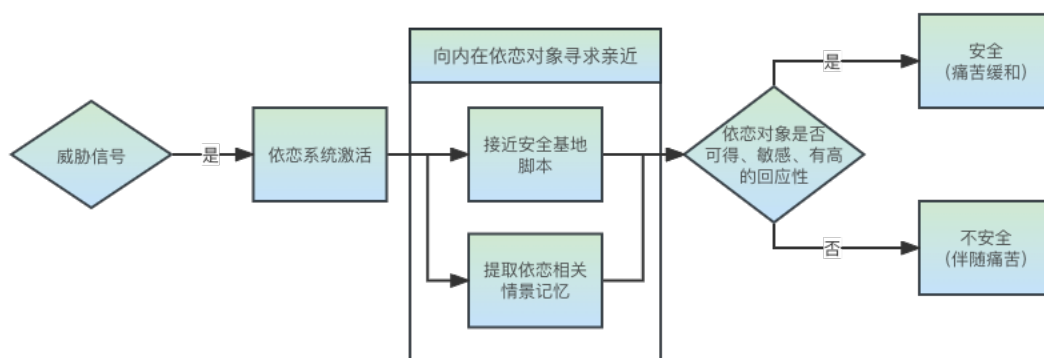 威胁信号
是
依恋系统激活
向内在依恋对象寻求亲近
接近安全基地
脚本
提取依恋相关
情景记忆
依恋对象是否
可得、敏感、有高
的回应性
是
安全
（痛苦缓和）
否
不安全
（伴随痛苦）